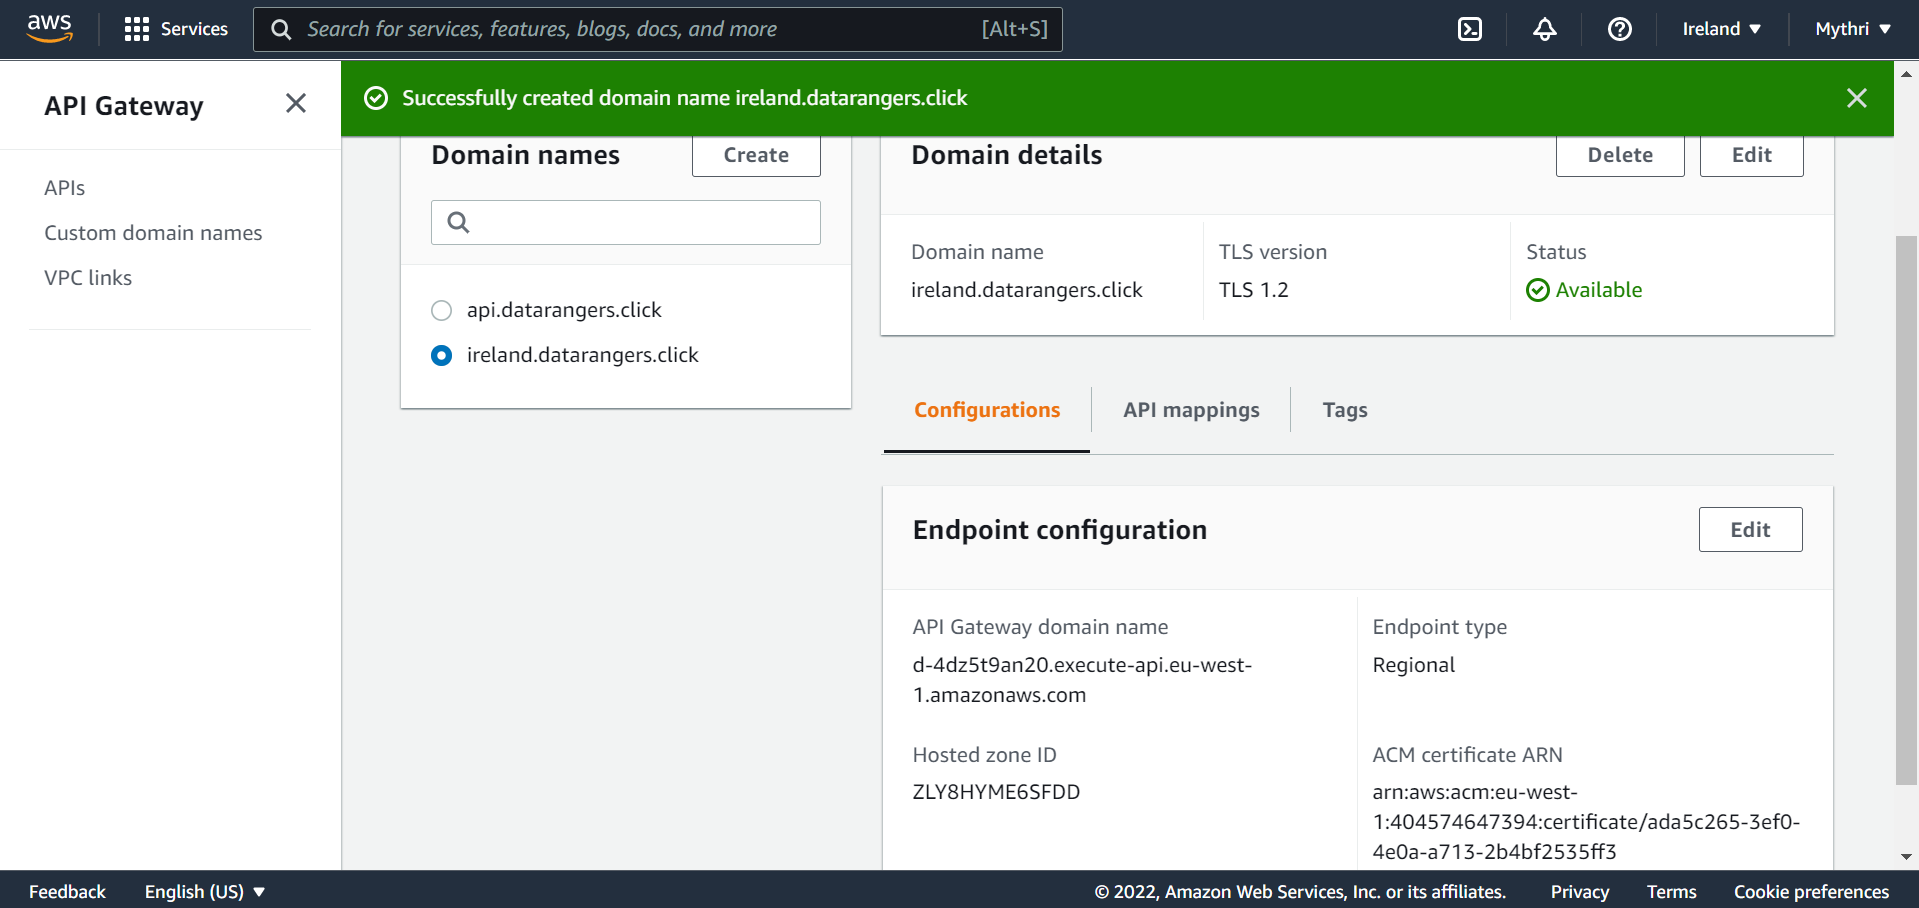 aws
Services
Search for services, features, blogs, docs, and more
[Alt+S]
Ireland ▼
Mythri ▼
API Gateway
APIs
Custom domain names
VPC links
Successfully created domain name ireland.datarangers.click
Domain names
Create
api.datarangers.click
ireland.datarangers.click
Domain details
Delete
Edit
Domain name
ireland.datarangers.click
TLS version
TLS 1.2
Status
Available
Configurations
API mappings
Tags
Endpoint configuration
Edit
API Gateway domain name
d-4dz5t9an20.execute-api.eu-west-
1.amazonaws.com
Endpoint type
Regional
Hosted zone ID
ZLY8HYME6SFDD
ACM certificate ARN
arn:aws:acm:eu-west-
1:404574647394:certificate/ada5c265-3ef0-
4e0a-a713-2b4bf2535ff3
Feedback
English (US) ▼
© 2022, Amazon Web Services, Inc. or its affiliates.
Privacy
Terms
Cookie preferences